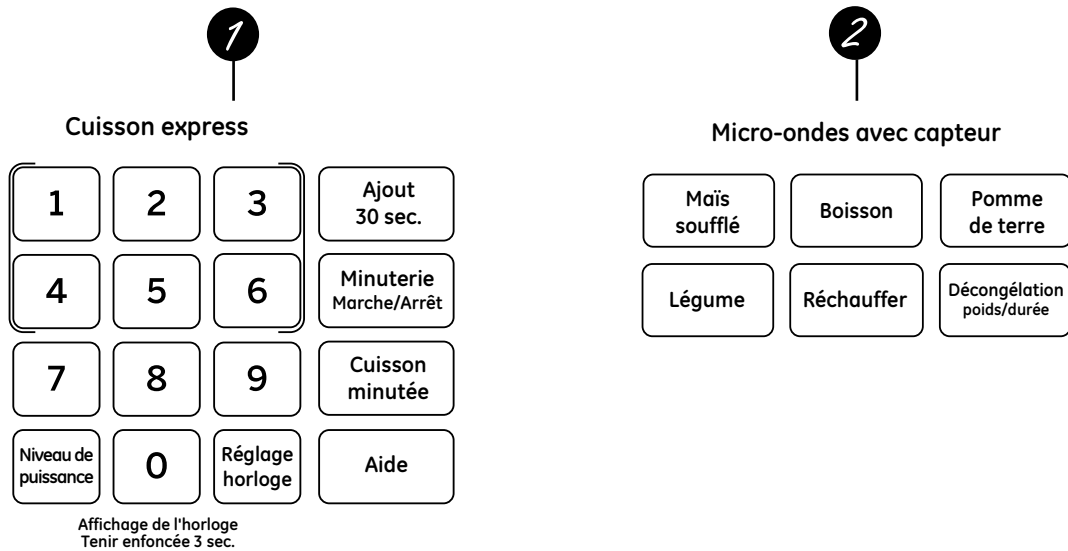 1
Cuisson express
1 2 3 Ajout
30 sec.
4 5 6 Minuterie
Marche/Arrêt
7 8 9 Cuisson
minutée
Niveau de
puissance
0
Réglage
horloge
Aide
Affichage de l'horloge
Tenir enfoncée 3 sec.
2
Micro-ondes avec capteur
Maïs
soufflé
Boisson
Pomme
de terre
Légume
Réchauffer
Décongélation
poids/durée